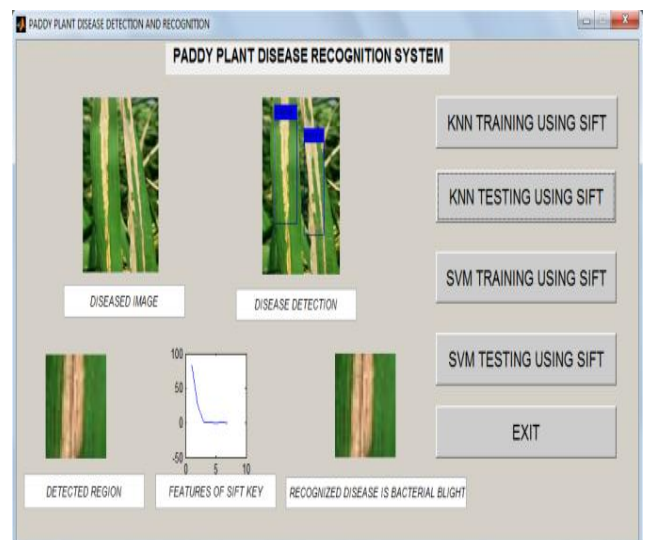 PADDY PLANT DISEASE DETECTION AND RECOGNITION
PADDY PLANT DISEASE RECOGNITION SYSTEM
KNN TRAINING USING SIFT
KNN TESTING USING SIFT
SVM TRAINING USING SIFT
SVM TESTING USING SIFT
EXIT
DISEASED IMAGE
DISEASE DETECTION
100
50
0
-50
0 5 10
DETECTED REGION
FEATURES OF SIFT KEY
RECOGNIZED DISEASE IS BACTERIAL BLIGHT